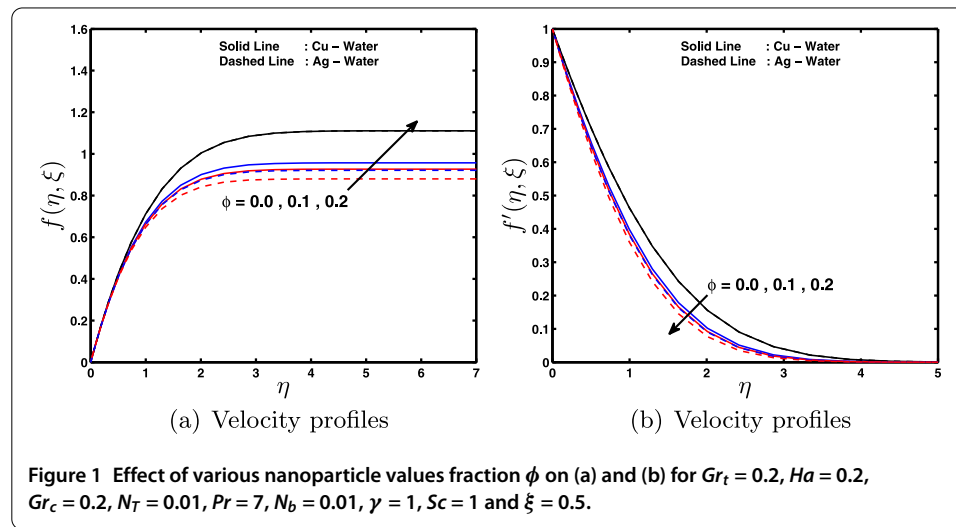 1.6
1.4
1.2
1
0.8
0.6
0.4
0.2
0
0 1 2 3 4 5 6 7
f(η, ξ)
η
Solid Line : Cu – Water
Dashed Line : Ag – Water
ϕ = 0.0 , 0.1 , 0.2
(a) Velocity profiles
1
0.9
0.8
0.7
0.6
0.5
0.4
0.3
0.2
0.1
0
0 1 2 3 4 5
f′(η, ξ)
η
Solid Line : Cu – Water
Dashed Line : Ag – Water
ϕ = 0.0 , 0.1 , 0.2
(b) Velocity profiles
Figure 1 Effect of various nanoparticle values fraction ϕ on (a) and (b) for Grt = 0.2, Ha = 0.2,
Grc = 0.2, NT = 0.01, Pr = 7, Nb = 0.01, γ = 1, Sc = 1 and ξ = 0.5.